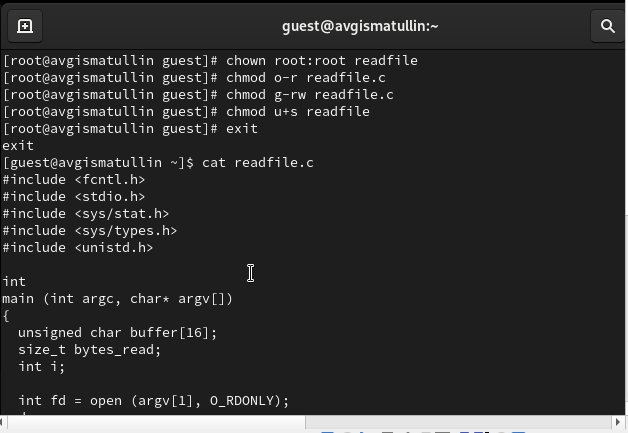 guest@avgismatullin:~
[root@avgismatullin guest]# chown root:root readfile
[root@avgismatullin guest]# chmod o-r readfile.c
[root@avgismatullin guest]# chmod g-rw readfile.c
[root@avgismatullin guest]# chmod u+s readfile
[root@avgismatullin guest]# exit
exit
[guest@avgismatullin ~]$ cat readfile.c
#include <fcntl.h>
#include <stdio.h>
#include <sys/stat.h>
#include <sys/types.h>
#include <unistd.h>

int
main (int argc, char* argv[])
{
  unsigned char buffer[16];
  size_t bytes_read;
  int i;

  int fd = open (argv[1], O_RDONLY);